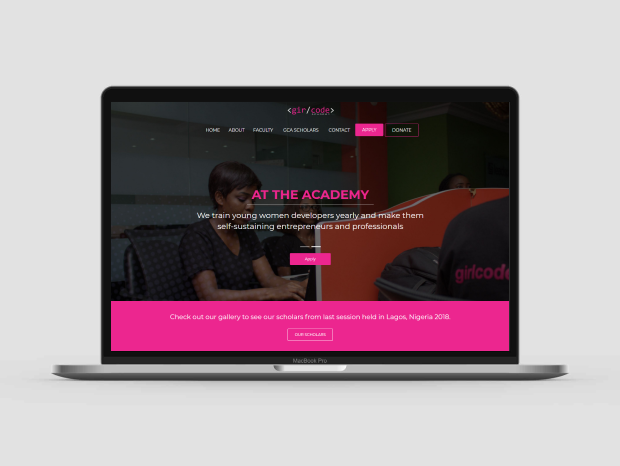 <gir/code>
HOME ABOUT FACULTY GCA SCHOLARS CONTACT APPLY DONATE
AT THE ACADEMY
We train young women developers yearly and make them
self-sustaining entrepreneurs and professionals
Apply
girlcode
Check out our gallery to see our scholars from last session held in Lagos, Nigeria 2018.
OUR SCHOLARS
MacBook Pro